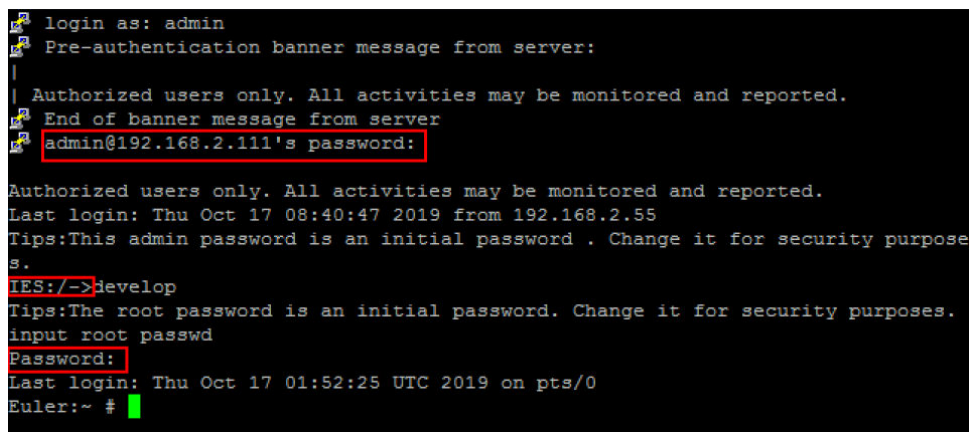 login as: admin
Pre-authentication banner message from server:
|
| Authorized users only. All activities may be monitored and reported.
End of banner message from server
admin@192.168.2.111's password:
Authorized users only. All activities may be monitored and reported.
Last login: Thu Oct 17 08:40:47 2019 from 192.168.2.55
Tips:This admin password is an initial password . Change it for security purpose
s.
IES:/->develop
Tips:The root password is an initial password. Change it for security purposes.
input root passwd
Password:
Last login: Thu Oct 17 01:52:25 UTC 2019 on pts/0
Euler:~ #